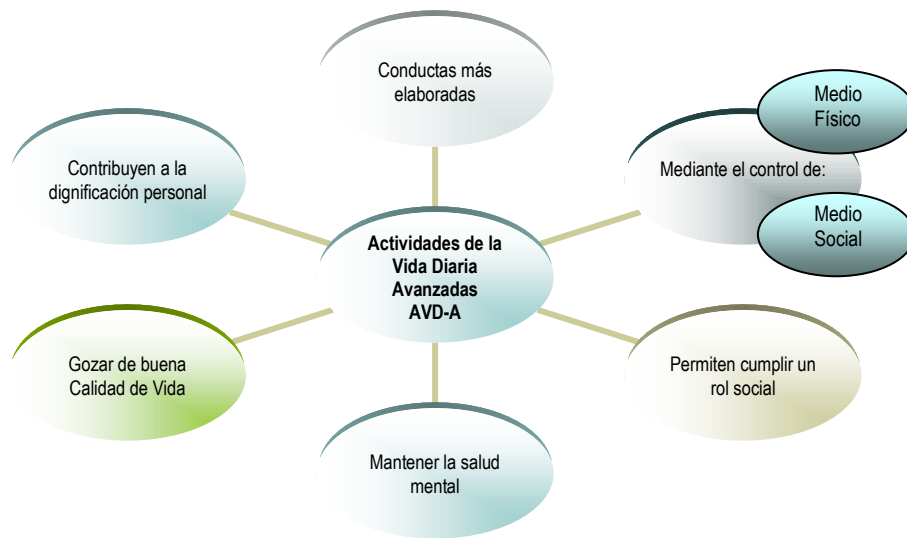 Conductas más
elaboradas
Medio
Físico
Mediante el control de:
Medio
Social
Contribuyen a la
dignificación personal
Actividades de la
Vida Diaria
Avanzadas
AVD-A
Gozar de buena
Calidad de Vida
Permiten cumplir un
rol social
Mantener la salud
mental